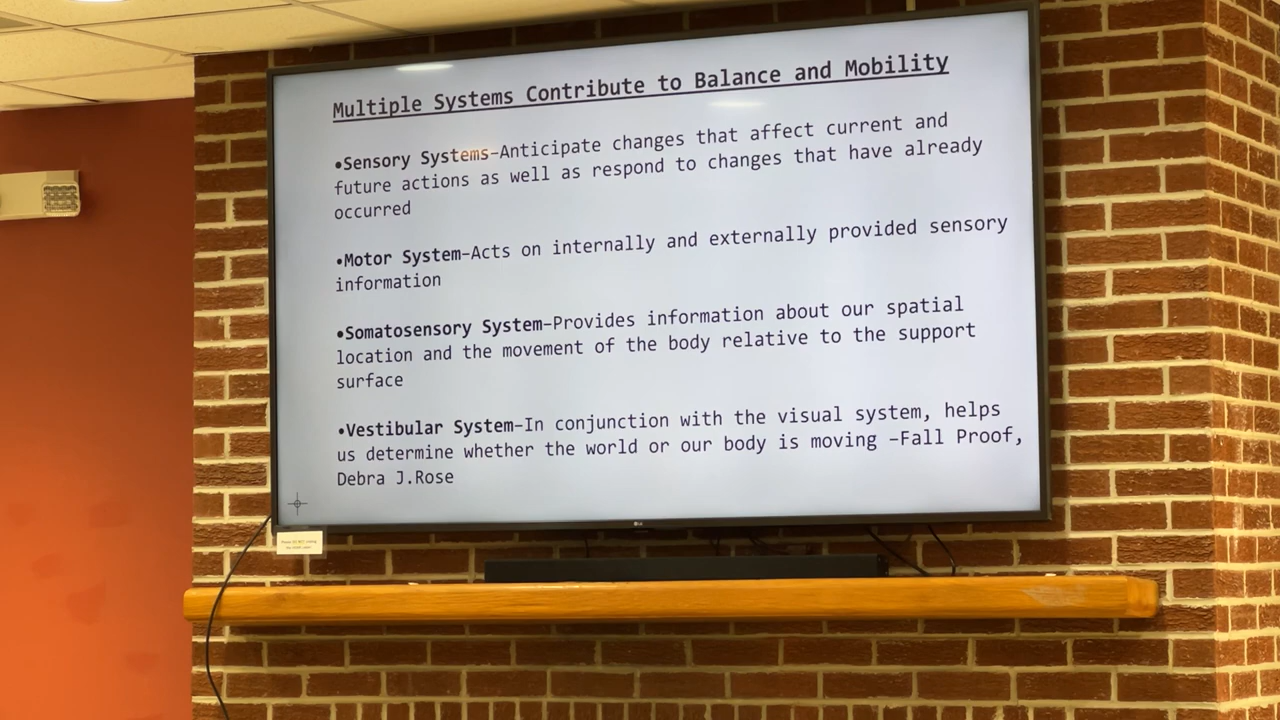 Multiple Systems Contribute to Balance and Mobility
•Sensory Systems–Anticipate changes that affect current and
future actions as well as respond to changes that have already
occurred
•Motor System–Acts on internally and externally provided sensory
information
•Somatosensory System–Provides information about our spatial
location and the movement of the body relative to the support
surface
•Vestibular System–In conjunction with the visual system, helps
us determine whether the world or our body is moving –Fall Proof,
Debra J.Rose
LG